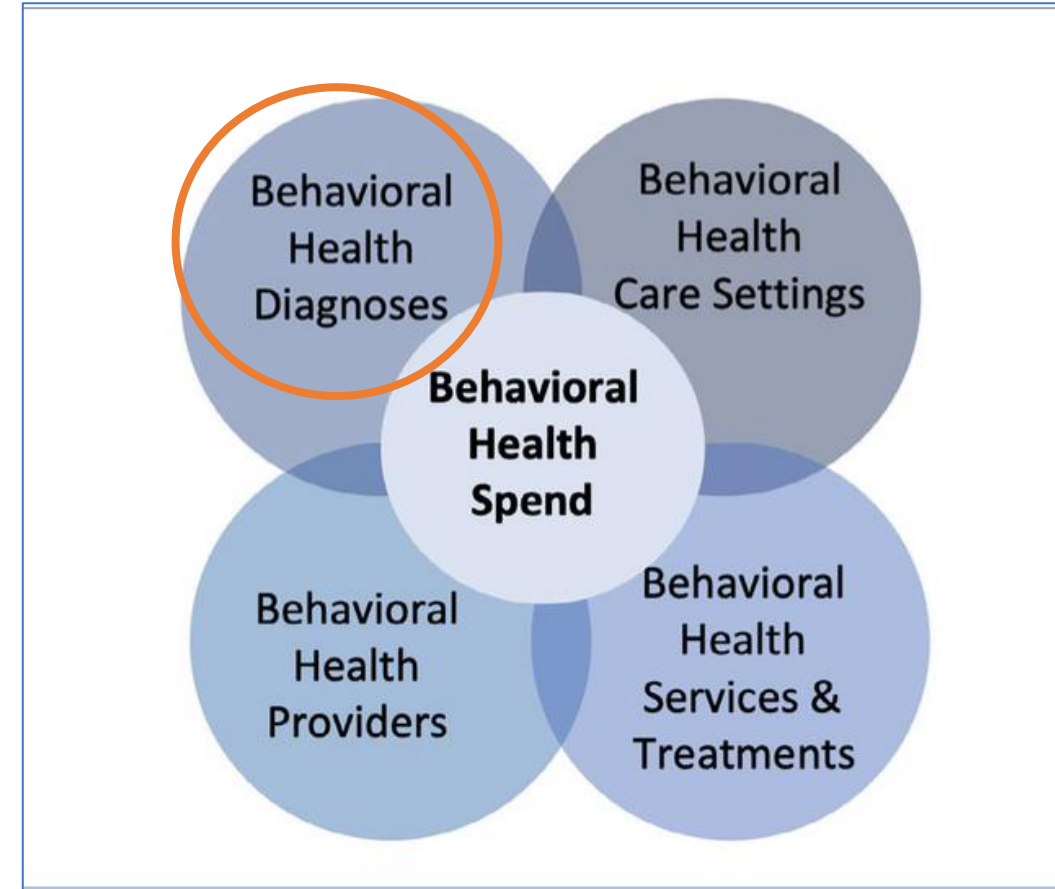 Behavioral
Health
Diagnoses
Behavioral
Health
Care Settings
Behavioral
Health
Spend
Behavioral
Health
Providers
Behavioral
Health
Services &
Treatments